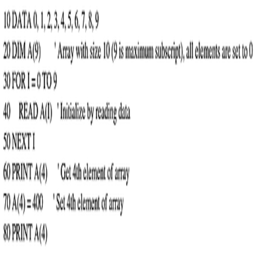 10 DATA 0, 1, 2, 3, 4, 5, 6, 7, 8, 9
20 DIM A(9) ' Array with size 10 (9 is maximum subscript), all elements are set to 0
30 FOR I = 0 TO 9
40 READ A(I) ' Initialize by reading data
50 NEXT I
60 PRINT A(4) ' Get 4th element of array
70 A(4) = 400 ' Set 4th element of array
80 PRINT A(4)